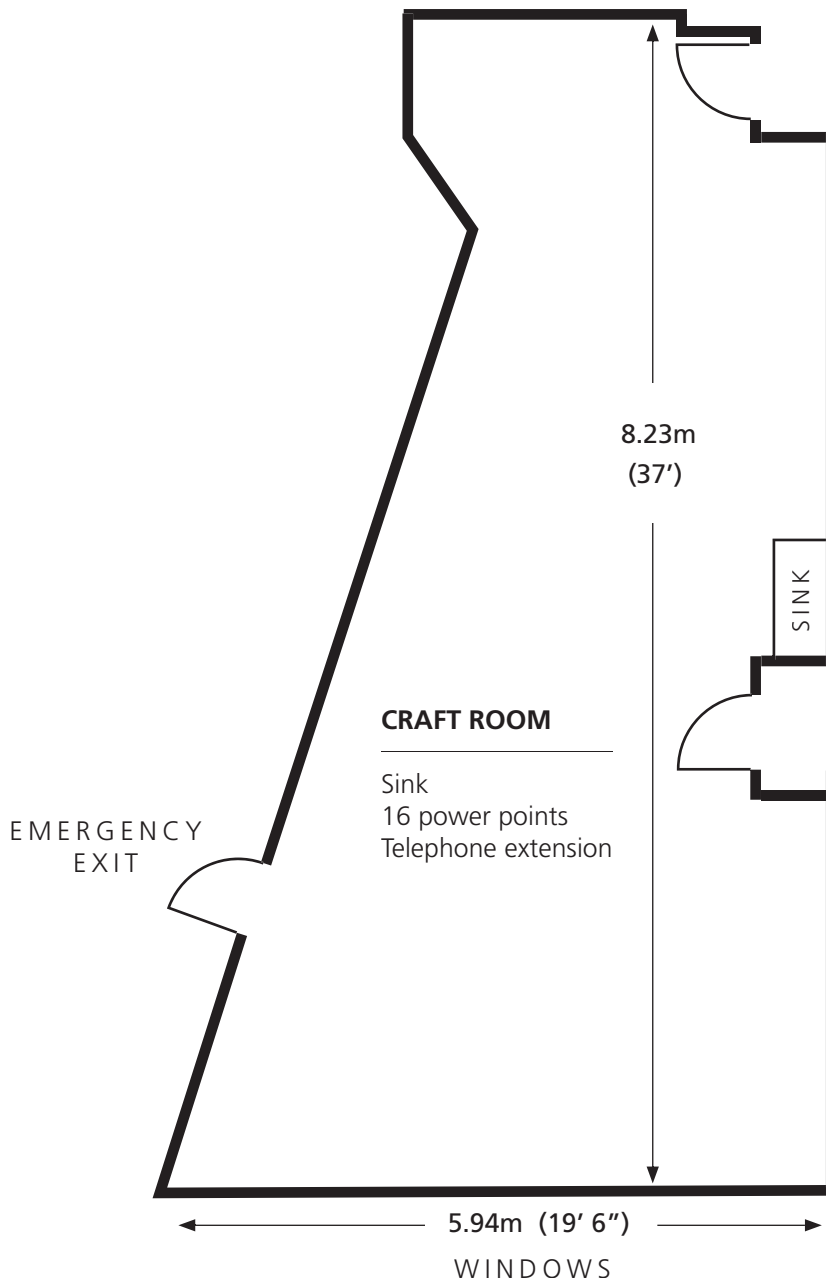 8.23m
(37’)
SINK
CRAFT ROOM
Sink
16 power points
Telephone extension
EMERGENCY
EXIT
5.94m (19’ 6”)
WINDOWS